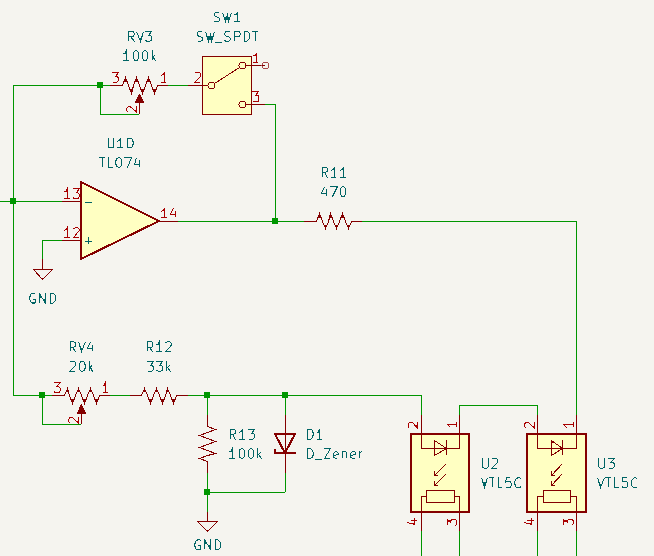 SW1
SW_SPDT
RV3
100k
1
3
1
2
2
3
U1D
TL074
13
14
12
R11
470
GND
RV4
20k
R12
33k
3
1
2
R13
100k
D1
D_Zener
2
1
2
1
U2
VTL5C
U3
VTL5C
4
3
4
3
GND